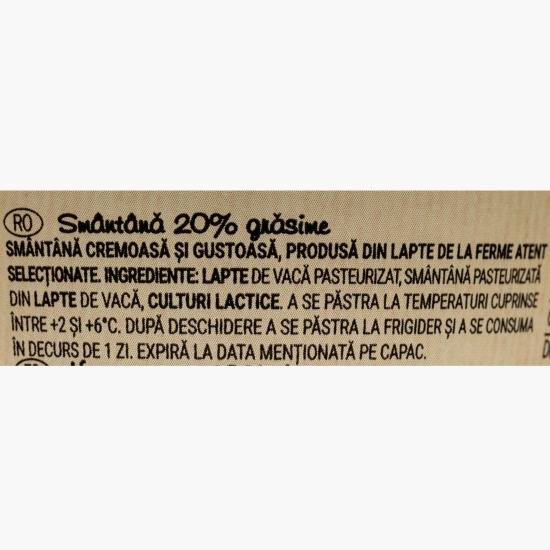 RO Smântână 20% grăsime
SMÂNTÂNĂ CREMOASĂ ȘI GUSTOASĂ, PRODUSĂ DIN LAPTE DE LA FERME ATENT
SELECȚIONATE. INGREDIENTE: LAPTE DE VACĂ PASTEURIZAT, SMÂNTÂNĂ PASTEURIZATĂ
DIN LAPTE DE VACĂ, CULTURI LACTICE. A SE PĂSTRA LA TEMPERATURI CUPRINSE
ÎNTRE +2 ȘI +6°C. DUPĂ DESCHIDERE A SE PĂSTRA LA FRIGIDER ȘI A SE CONSUMA
ÎN DECURS DE 1 ZI. EXPIRĂ LA DATA MENȚIONATĂ PE CAPAC.